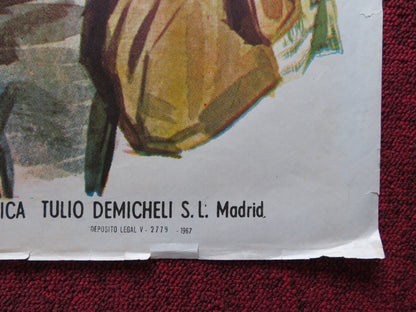 ICA TULIO DEMICHELI S.L. Madrid.
DEPOSITO LEGAL V - 2779 - 1967